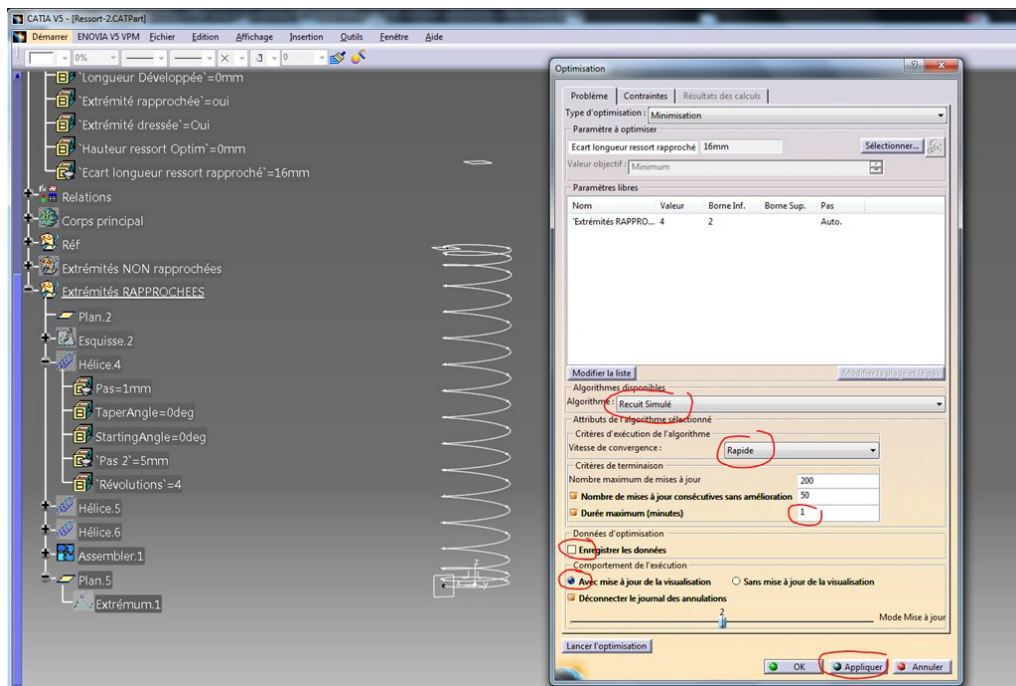 CATIA V5 - [Ressort-2.CATPart]
Démarrer ENOVIA V5 VPM Fichier Edition Affichage Insertion Outils Fenêtre Aide
0% 0
`Longueur Développée`=0mm
`Extrémité rapprochée`=oui
`Extrémité dressée`=Oui
`Hauteur ressort Optim`=0mm
`Ecart longueur ressort rapproché`=16mm
Relations
Corps principal
Réf
Extrémités NON rapprochées
Extrémités RAPPROCHEES
Plan.2
Esquisse.2
Hélice.4
Pas=1mm
TaperAngle=0deg
StartingAngle=0deg
`Pas 2`=5mm
`Révolutions`=4
Hélice.5
Hélice.6
Assembler.1
Plan.5
Extrémum.1
z
Optimisation
Problème Contraintes Résultats des calculs
Type d'optimisation : Minimisation
Paramètre à optimiser
Ecart longueur ressort rapproché 16mm Sélectionner...
Valeur objectif : Minimum
Paramètres libres
Nom Valeur Borne Inf. Borne Sup. Pas
`Extrémités RAPPRO... 4 2 Auto.
Modifier la liste Modifier la plage et le pas
Algorithmes disponibles
Algorithme : Recuit Simulé
Attributs de l'algorithme sélectionné
Critères d'exécution de l'algorithme
Vitesse de convergence : Rapide
Critères de terminaison
Nombre maximum de mises à jour 200
Nombre de mises à jour consécutives sans amélioration 50
Durée maximum (minutes) 1
Données d'optimisation
Enregistrer les données
Comportement de l'exécution
Avec mise à jour de la visualisation Sans mise à jour de la visualisation
Déconnecter le journal des annulations
2
Mode Mise à jour
Lancer l'optimisation
OK Appliquer Annuler